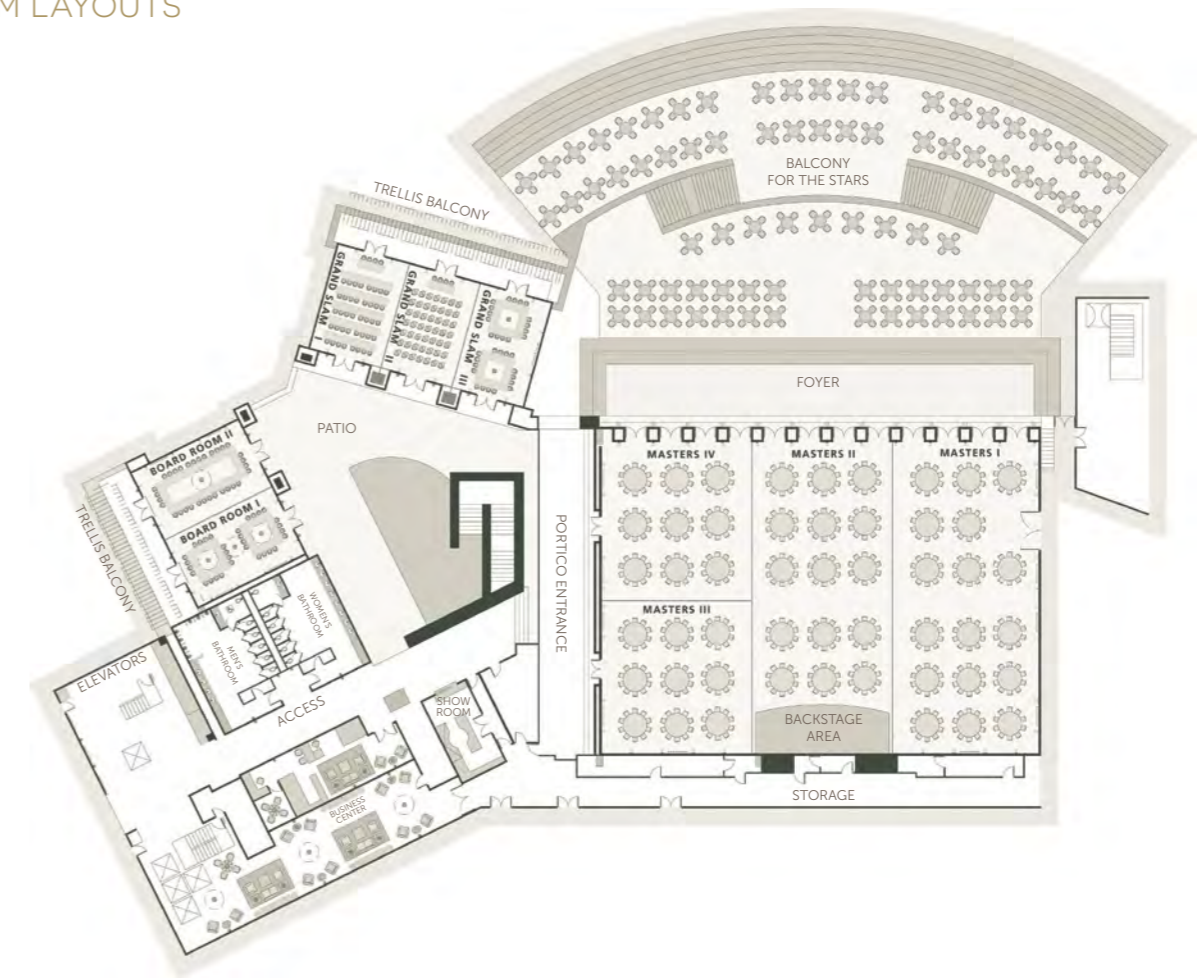 M LAYOUTS
BALCONY
FOR THE STARS
TRELLIS BALCONY
GRAND SLAM I
GRAND SLAM II
GRAND SLAM III
FOYER
PATIO
BOARD ROOM II
BOARD ROOM I
TRELLIS BALCONY
MASTERS IV
MASTERS II
MASTERS I
PORTICO ENTRANCE
MASTERS III
WOMEN'S
BATHROOM
MEN'S
BATHROOM
ELEVATORS
ACCESS
SHOW
ROOM
BACKSTAGE
AREA
BUSINESS
CENTER
STORAGE